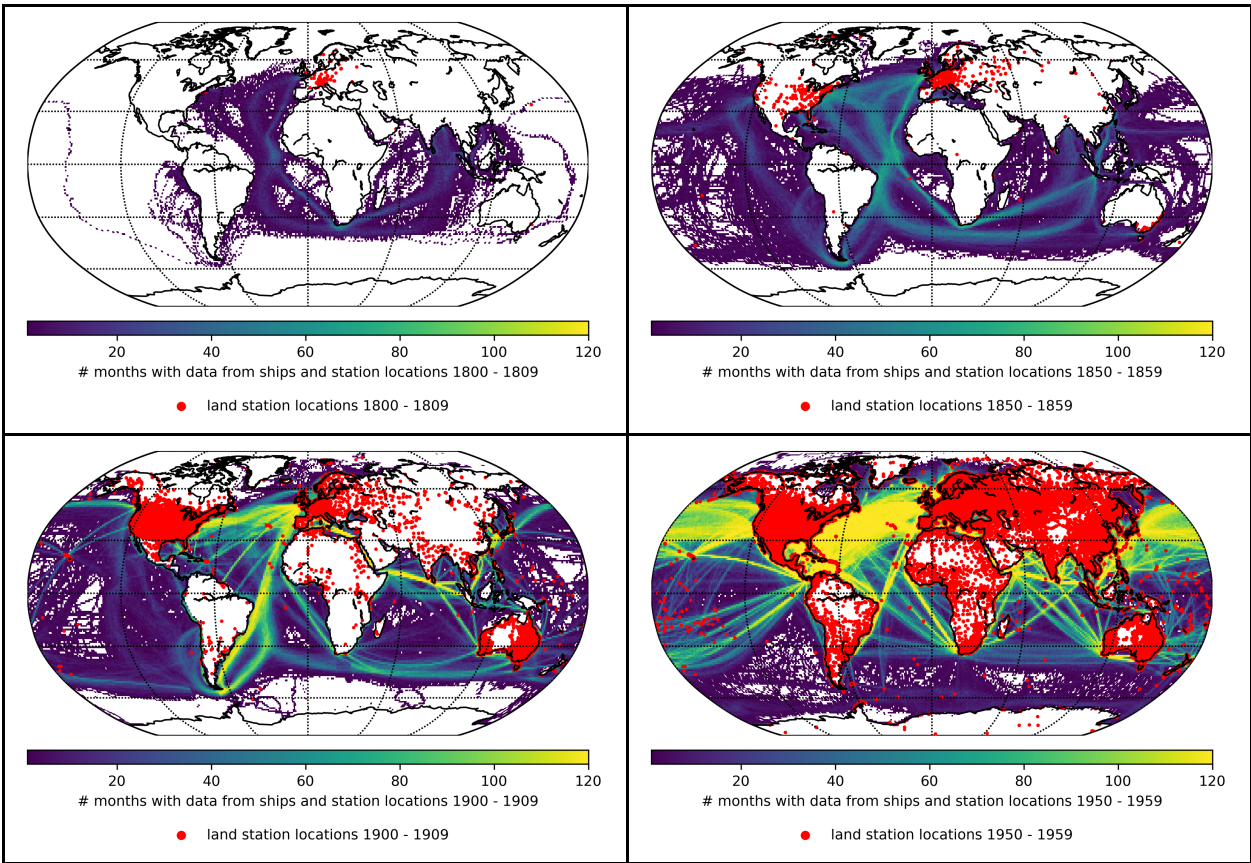 20 40 60 80 100 120
# months with data from ships and station locations 1800 - 1809
land station locations 1800 - 1809
20 40 60 80 100 120
# months with data from ships and station locations 1850 - 1859
land station locations 1850 - 1859
20 40 60 80 100 120
# months with data from ships and station locations 1900 - 1909
land station locations 1900 - 1909
20 40 60 80 100 120
# months with data from ships and station locations 1950 - 1959
land station locations 1950 - 1959